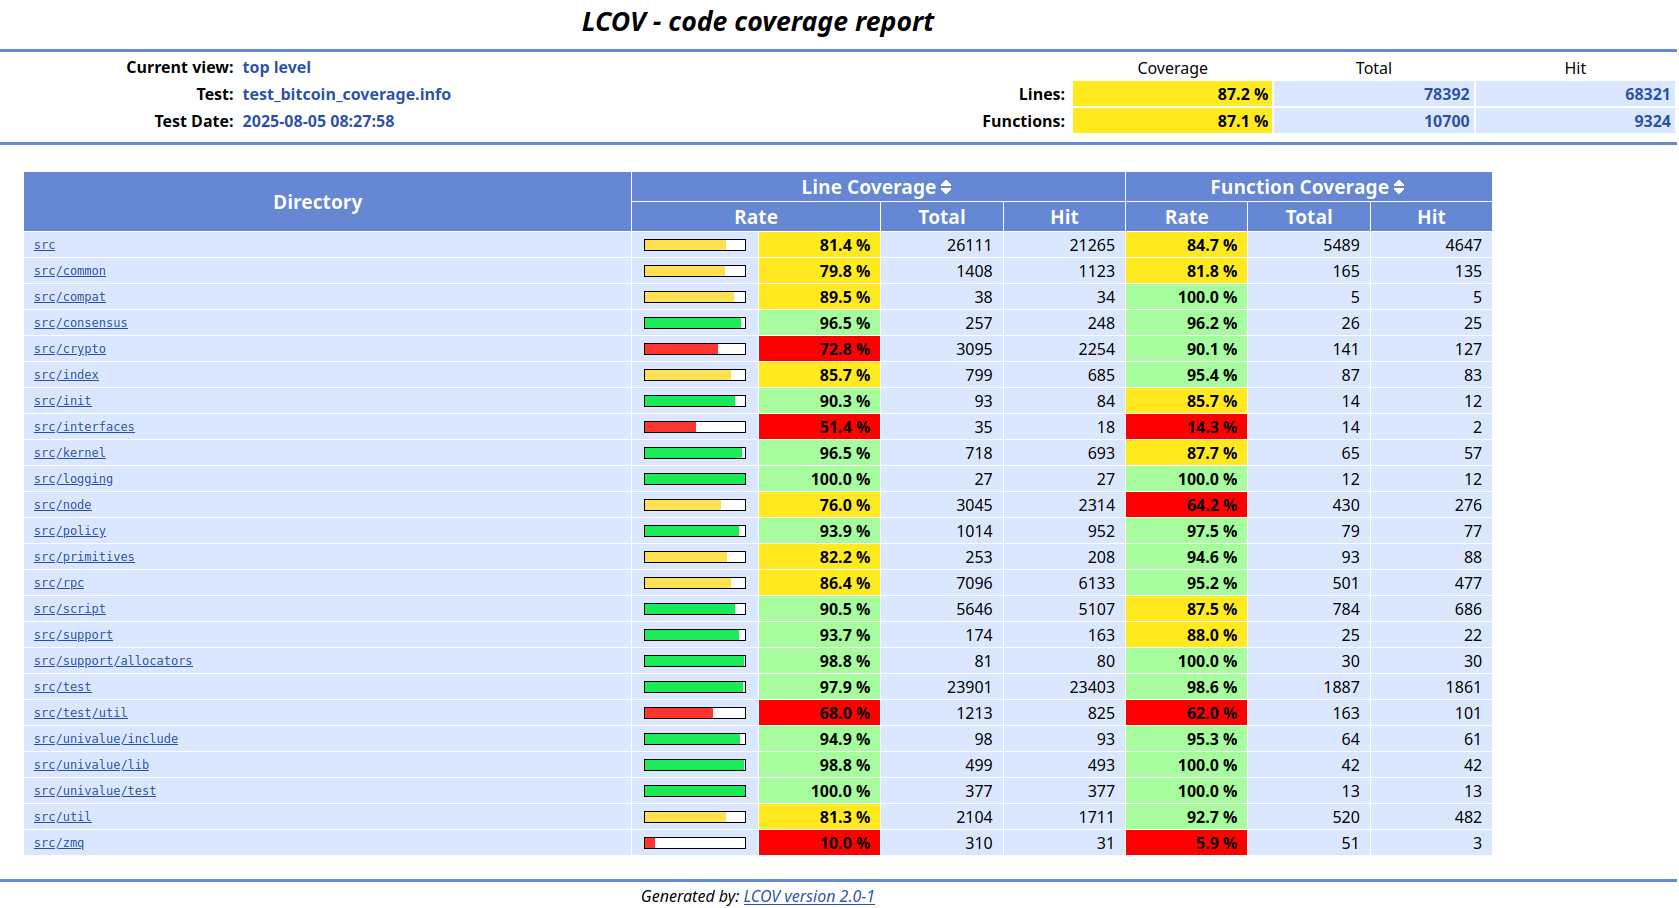 LCOV - code coverage report
Current view: top level
Coverage Total Hit
Test: test_bitcoin_coverage.info
Lines: 87.2 % 78392 68321
Test Date: 2025-08-05 08:27:58
Functions: 87.1 % 10700 9324
Directory Line Coverage Function Coverage
Rate Total Hit Rate Total Hit
src 81.4 % 26111 21265 84.7 % 5489 4647
src/common 79.8 % 1408 1123 81.8 % 165 135
src/compat 89.5 % 38 34 100.0 % 5 5
src/consensus 96.5 % 257 248 96.2 % 26 25
src/crypto 72.8 % 3095 2254 90.1 % 141 127
src/index 85.7 % 799 685 95.4 % 87 83
src/init 90.3 % 93 84 85.7 % 14 12
src/interfaces 51.4 % 35 18 14.3 % 14 2
src/kernel 96.5 % 718 693 87.7 % 65 57
src/logging 100.0 % 27 27 100.0 % 12 12
src/node 76.0 % 3045 2314 64.2 % 430 276
src/policy 93.9 % 1014 952 97.5 % 79 77
src/primitives 82.2 % 253 208 94.6 % 93 88
src/rpc 86.4 % 7096 6133 95.2 % 501 477
src/script 90.5 % 5646 5107 87.5 % 784 686
src/support 93.7 % 174 163 88.0 % 25 22
src/support/allocators 98.8 % 81 80 100.0 % 30 30
src/test 97.9 % 23901 23403 98.6 % 1887 1861
src/test/util 68.0 % 1213 825 62.0 % 163 101
src/univalue/include 94.9 % 98 93 95.3 % 64 61
src/univalue/lib 98.8 % 499 493 100.0 % 42 42
src/univalue/test 100.0 % 377 377 100.0 % 13 13
src/util 81.3 % 2104 1711 92.7 % 520 482
src/zmq 10.0 % 310 31 5.9 % 51 3
Generated by: LCOV version 2.0-1